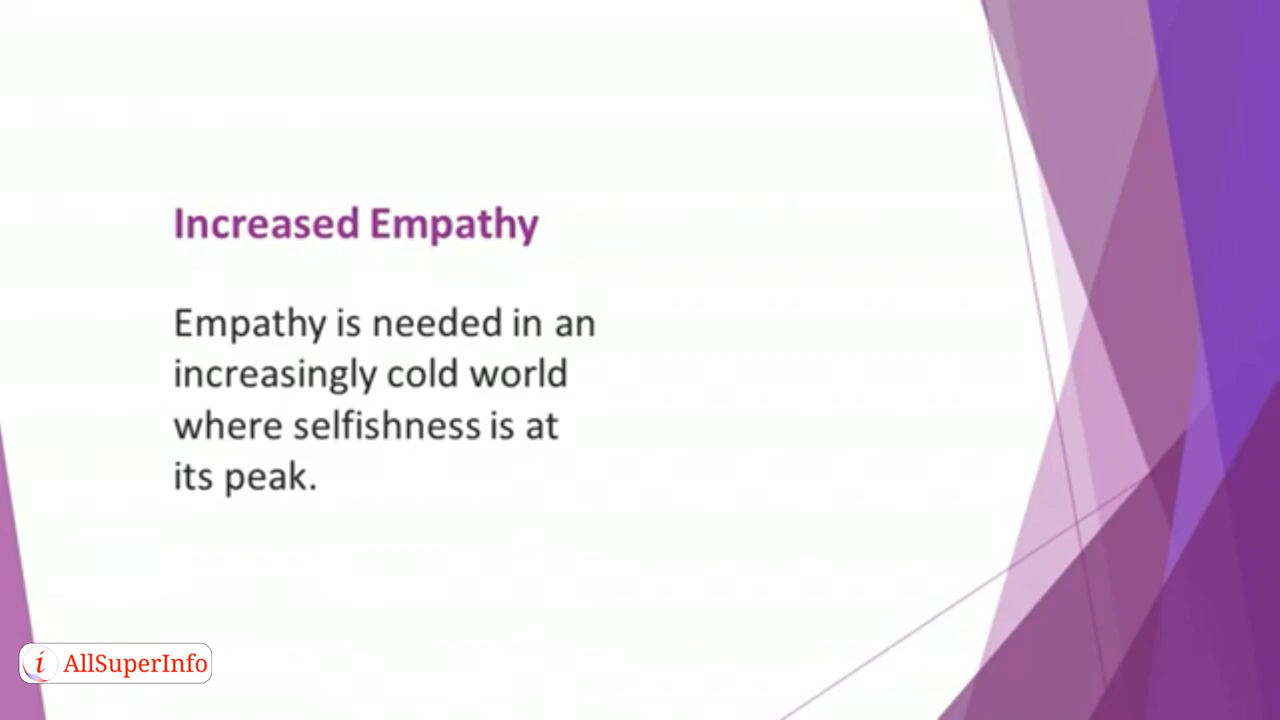 Increased Empathy
Empathy is needed in an
increasingly cold world
where selfishness is at
its peak.
i AllSuperInfo